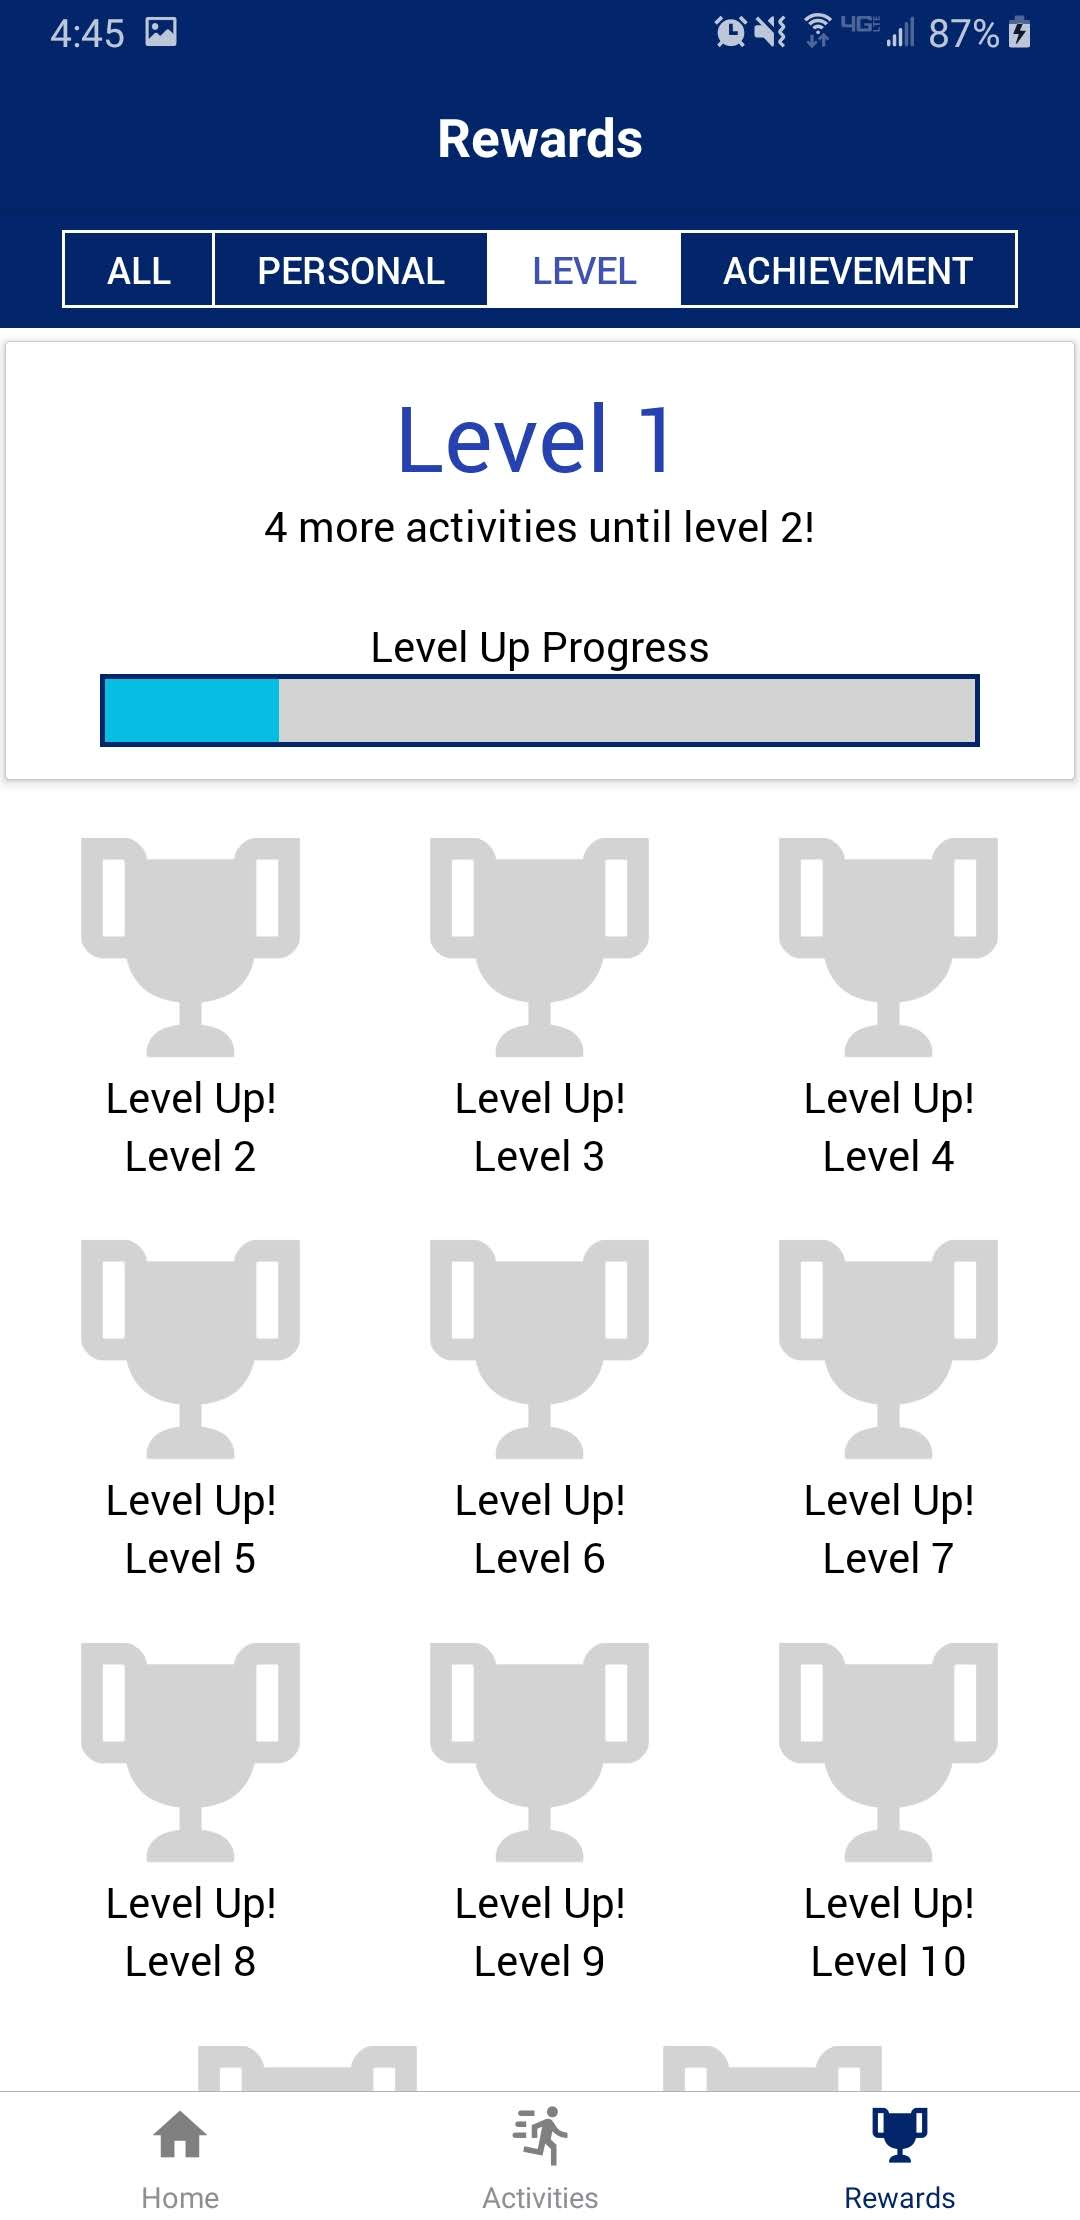 4:45 4G LTE 87%
Rewards
ALL PERSONAL LEVEL ACHIEVEMENT
Level 1
4 more activities until level 2!
Level Up Progress
Level Up! Level Up! Level Up!
Level 2 Level 3 Level 4
Level Up! Level Up! Level Up!
Level 5 Level 6 Level 7
Level Up! Level Up! Level Up!
Level 8 Level 9 Level 10
Home Activities Rewards